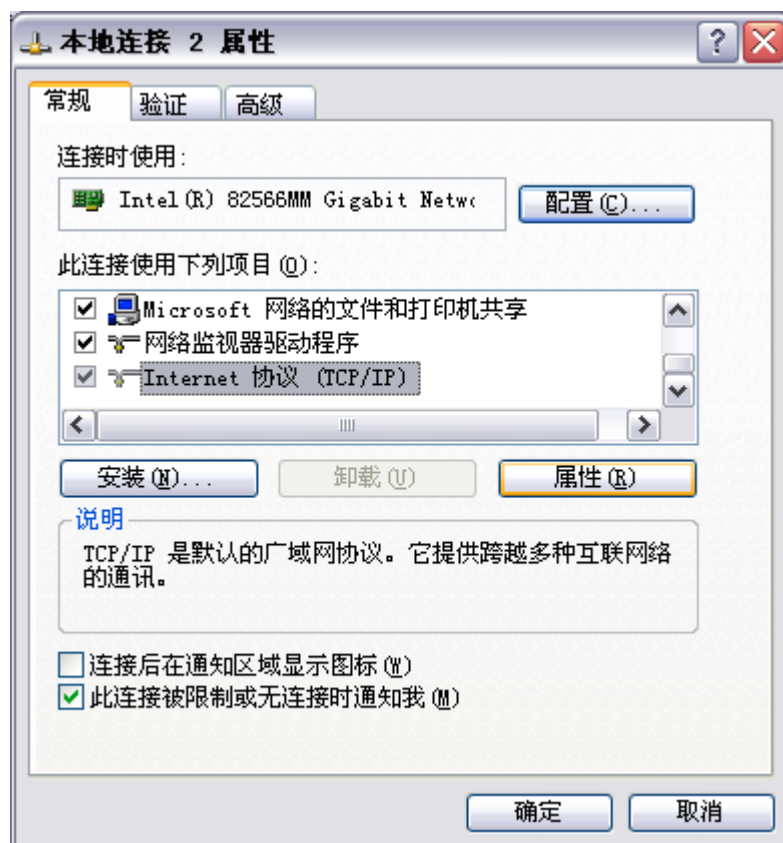 本地连接 2 属性
常规 验证 高级
连接时使用:
Intel(R) 82566MM Gigabit Netwo
配置(C)...
此连接使用下列项目(O):
Microsoft 网络的文件和打印机共享
网络监视器驱动程序
Internet 协议 (TCP/IP)
安装(N)... 卸载(U) 属性(R)
说明
TCP/IP 是默认的广域网协议。它提供跨越多种互联网络
的通讯。
连接后在通知区域显示图标(W)
此连接被限制或无连接时通知我(M)
确定 取消